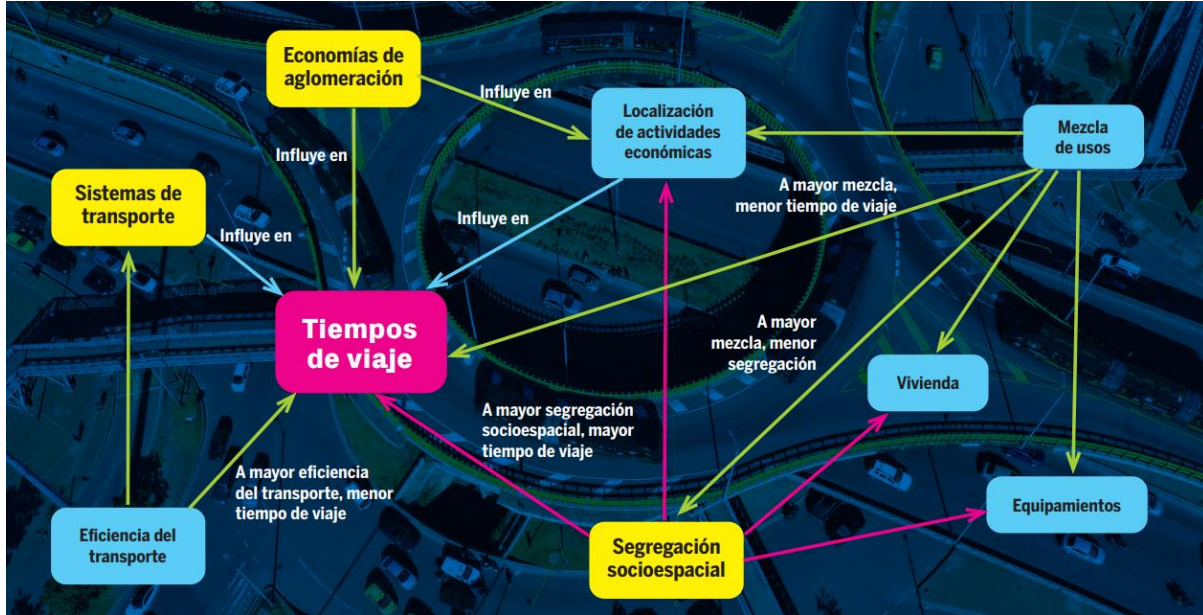 Economías de
aglomeración
Influye en
Localización
de actividades
económicas
Mezcla
de usos
Influye en
Sistemas de
transporte
A mayor mezcla,
menor tiempo de viaje
Influye en
Influye en
Tiempos
de viaje
A mayor
mezcla, menor
segregación
Vivienda
A mayor segregación
socioespacial, mayor
tiempo de viaje
A mayor eficiencia
del transporte, menor
tiempo de viaje
Equipamientos
Eficiencia del
transporte
Segregación
socioespacial